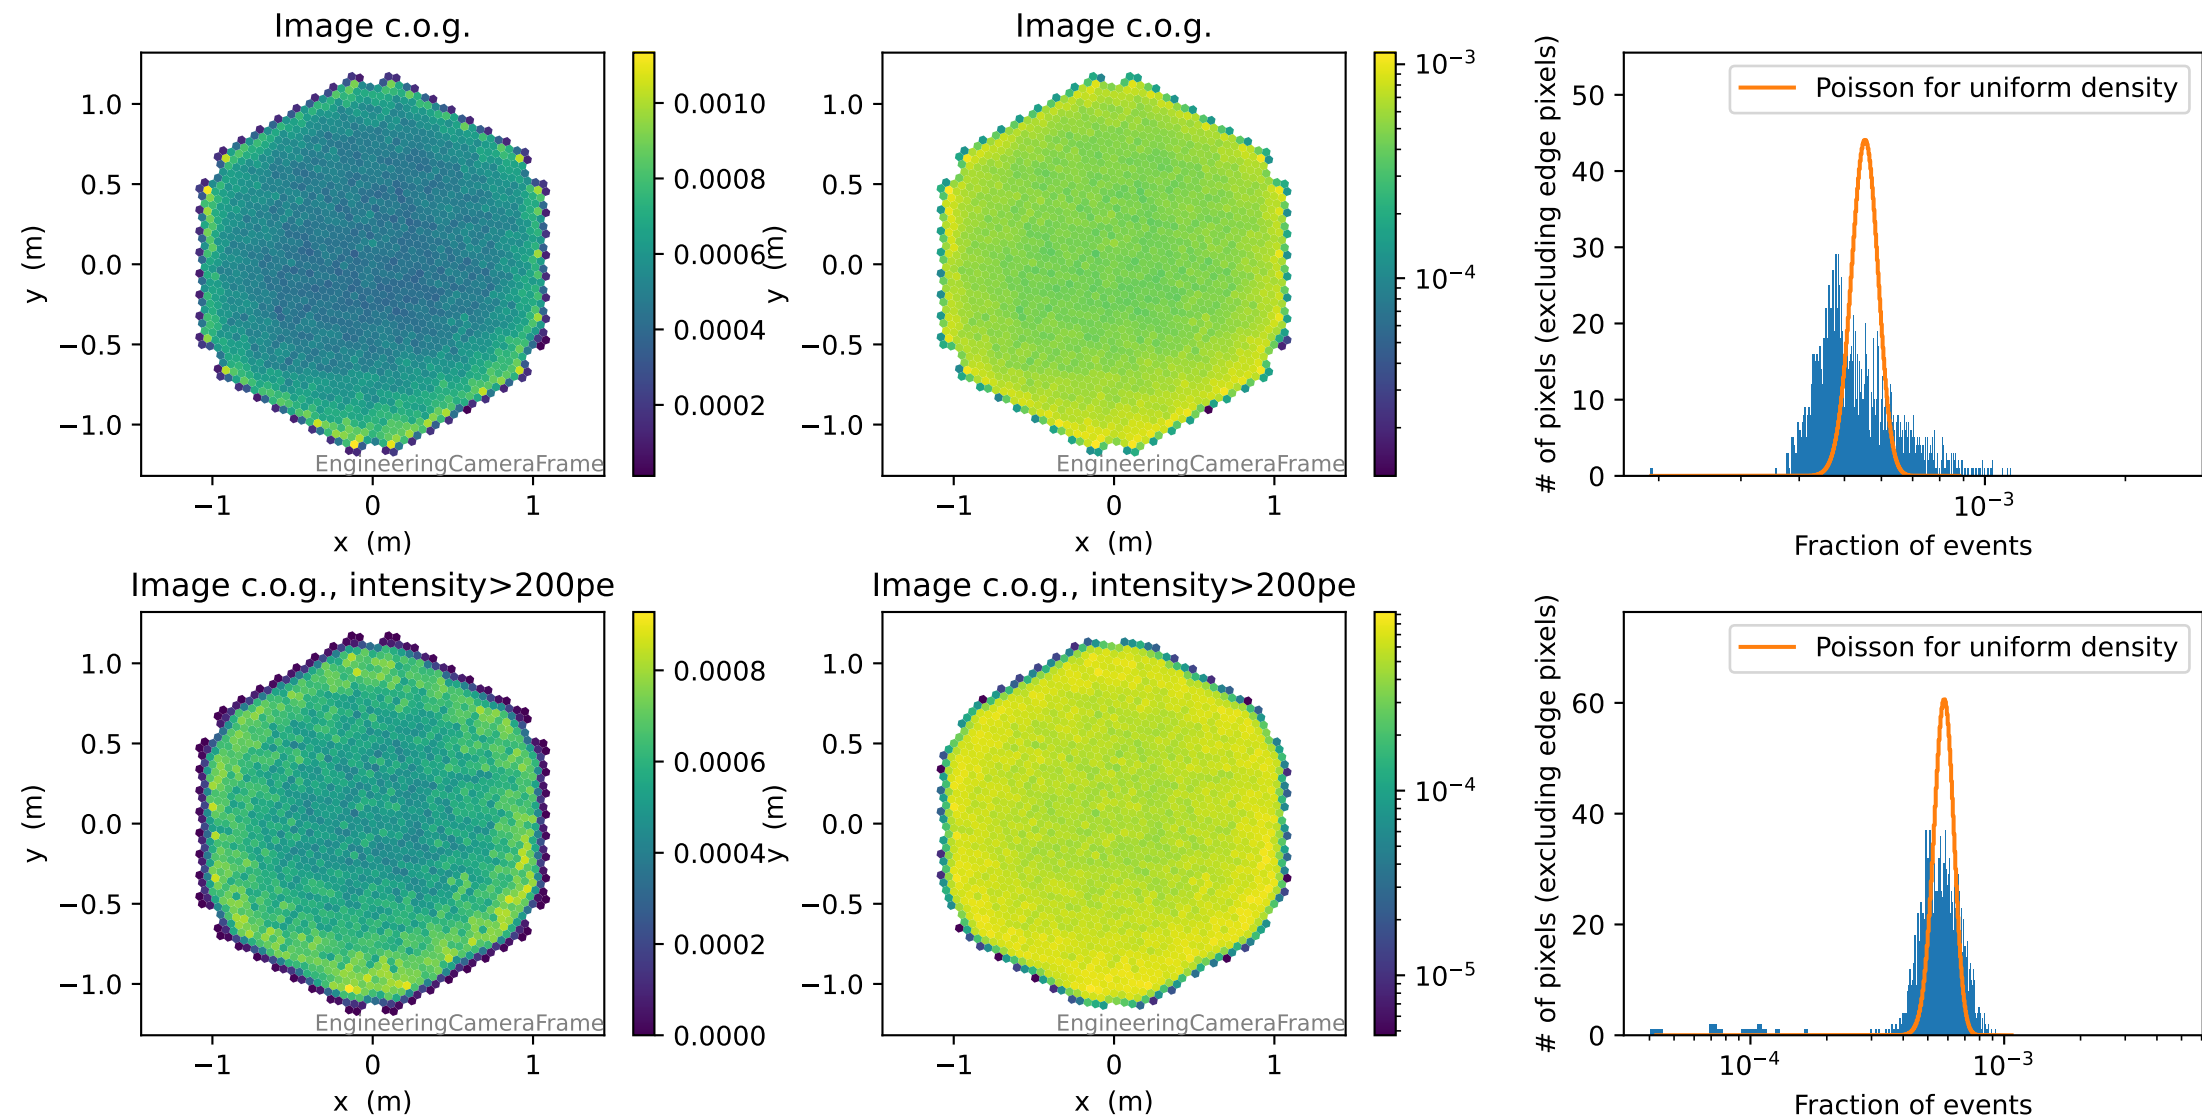 Image c.o.g.
1.0
0.5
0.0
−0.5
−1.0
y (m)
−1 0 1
x (m)
EngineeringCameraFrame
0.0010
0.0008
0.0006
0.0004
0.0002
Image c.o.g.
1.0
0.5
0.0
−0.5
−1.0
y (m)
−1 0 1
x (m)
EngineeringCameraFrame
10⁻³
10⁻⁴
# of pixels (excluding edge pixels)
50
40
30
20
10
0
Poisson for uniform density
10⁻³
Fraction of events
Image c.o.g., intensity>200pe
1.0
0.5
0.0
−0.5
−1.0
y (m)
−1 0 1
x (m)
EngineeringCameraFrame
0.0008
0.0006
0.0004
0.0002
0.0000
Image c.o.g., intensity>200pe
1.0
0.5
0.0
−0.5
−1.0
y (m)
−1 0 1
x (m)
EngineeringCameraFrame
10⁻⁴
10⁻⁵
# of pixels (excluding edge pixels)
60
40
20
0
Poisson for uniform density
10⁻⁴ 10⁻³
Fraction of events